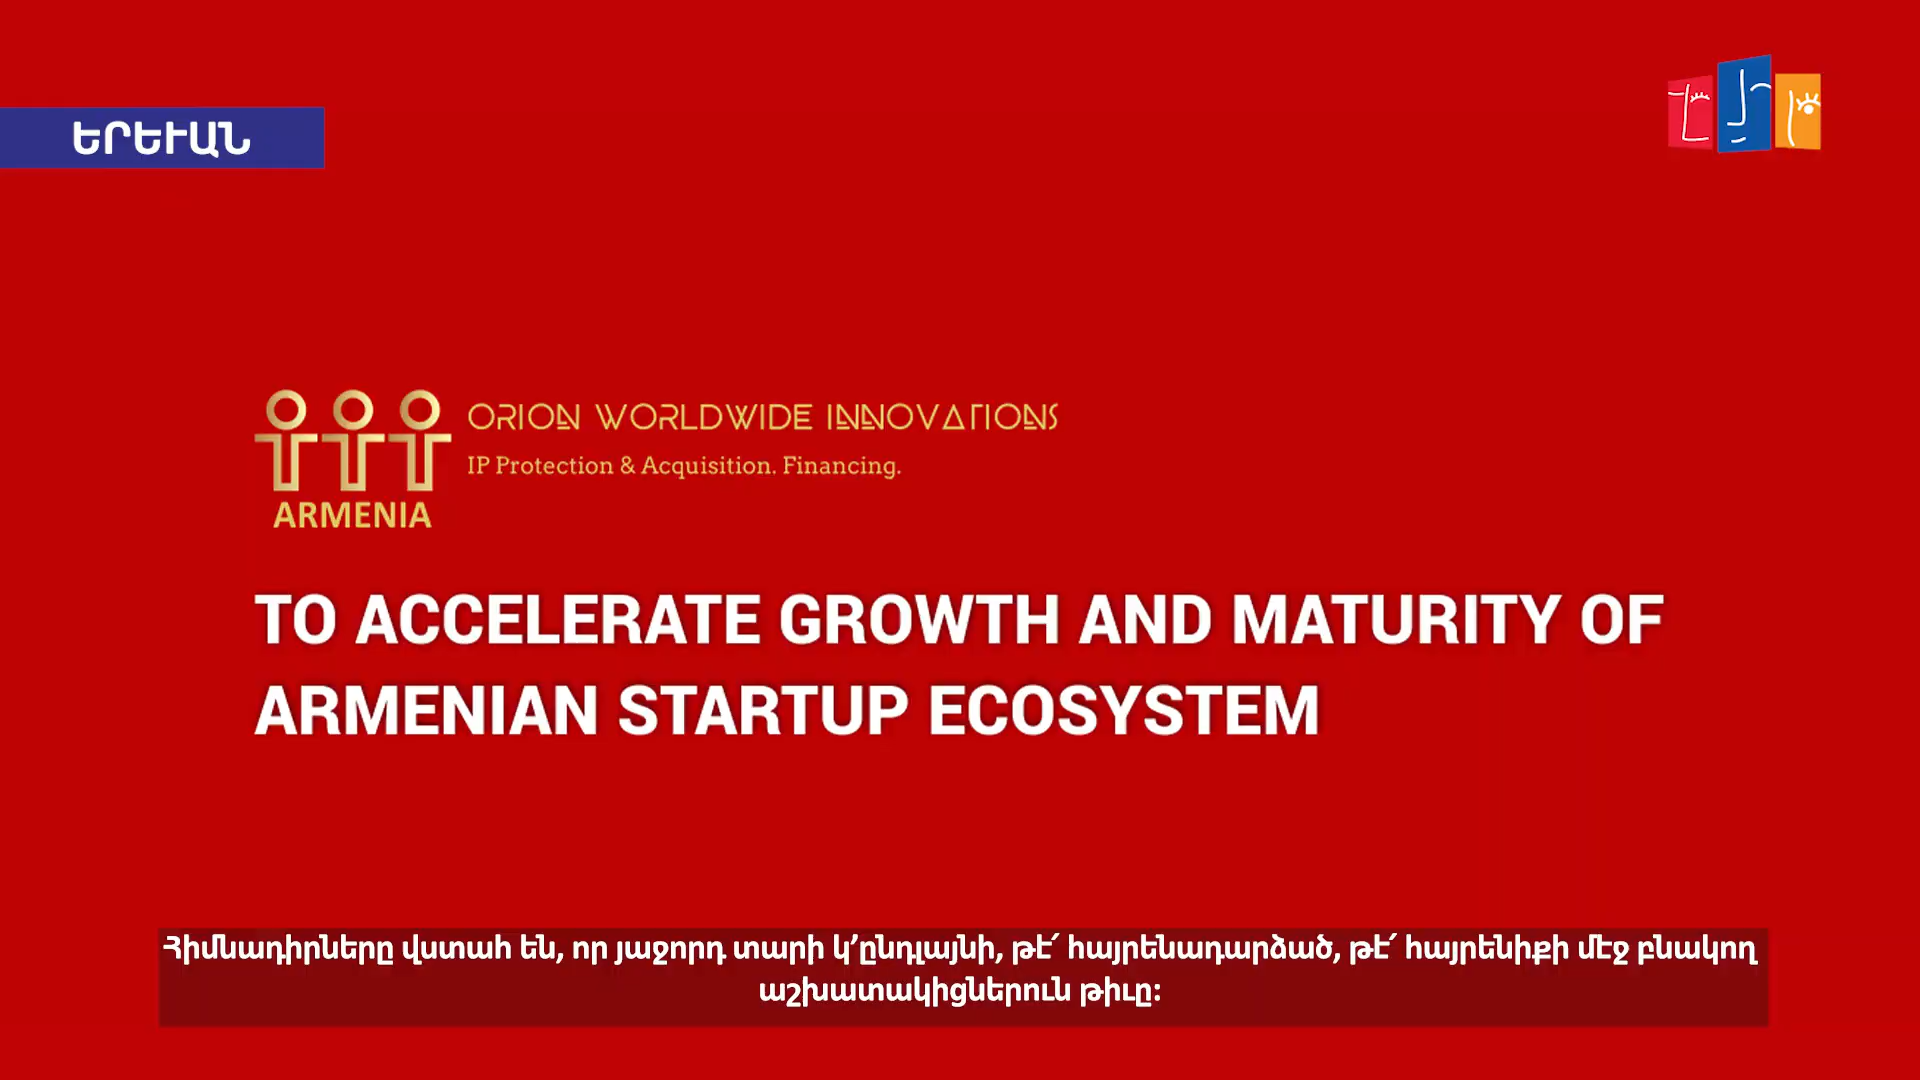 ԵՐԵՒԱՆ
ORION WORLDWIDE INNOVATIONS
IP Protection & Acquisition. Financing.
ARMENIA
TO ACCELERATE GROWTH AND MATURITY OF
ARMENIAN STARTUP ECOSYSTEM
Հիմնադիրները վստահ են, որ յաջորդ տարի կ’ընդլայնի, թէ՛ հայրենադարձած, թէ՛ հայրենիքի մէջ բնակող
աշխատակիցներուն թիւը։